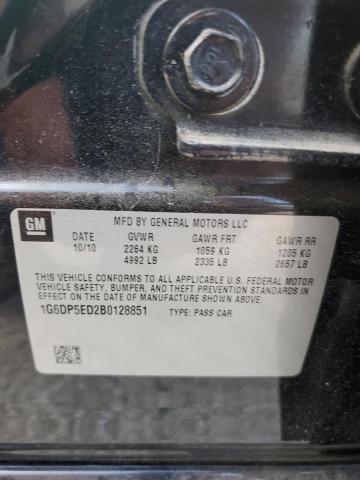 GM
MFD BY GENERAL MOTORS LLC
DATE GVWR GAWR FRT GAWR RR
10/10 2264 KG 1059 KG 1205 KG
4992 LB 2335 LB 2657 LB
THIS VEHICLE CONFORMS TO ALL APPLICABLE U.S. FEDERAL MOTOR
VEHICLE SAFETY, BUMPER, AND THEFT PREVENTION STANDARDS IN
EFFECT ON THE DATE OF MANUFACTURE SHOWN ABOVE.
1G6DP5ED2B0128851 TYPE: PASS CAR